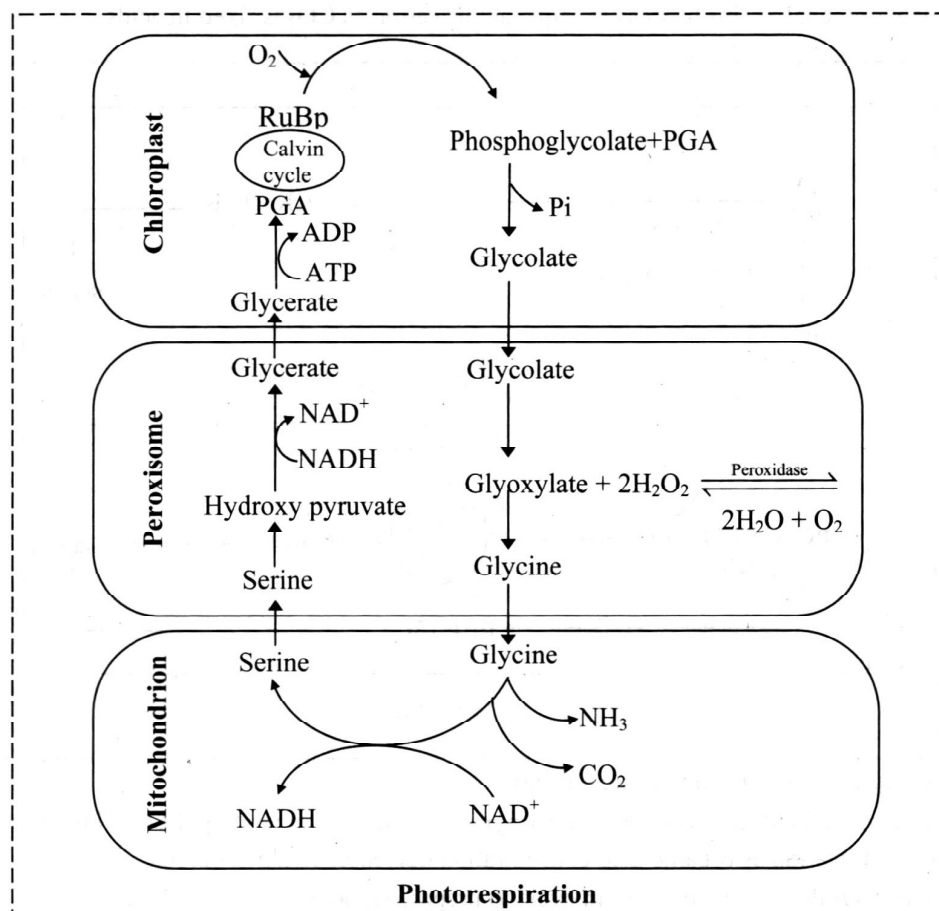 Chloroplast
O₂
RuBp
Calvin
cycle
PGA
ADP
ATP
Glycerate
Phosphoglycolate+PGA
Pi
Glycolate
Peroxisome
Glycerate
NAD⁺
NADH
Hydroxy pyruvate
Serine
Glycolate
Glyoxylate + 2H₂O₂
Peroxidase
2H₂O + O₂
Glycine
Mitochondrion
Serine
Glycine
NH₃
CO₂
NADH
NAD⁺
Photorespiration